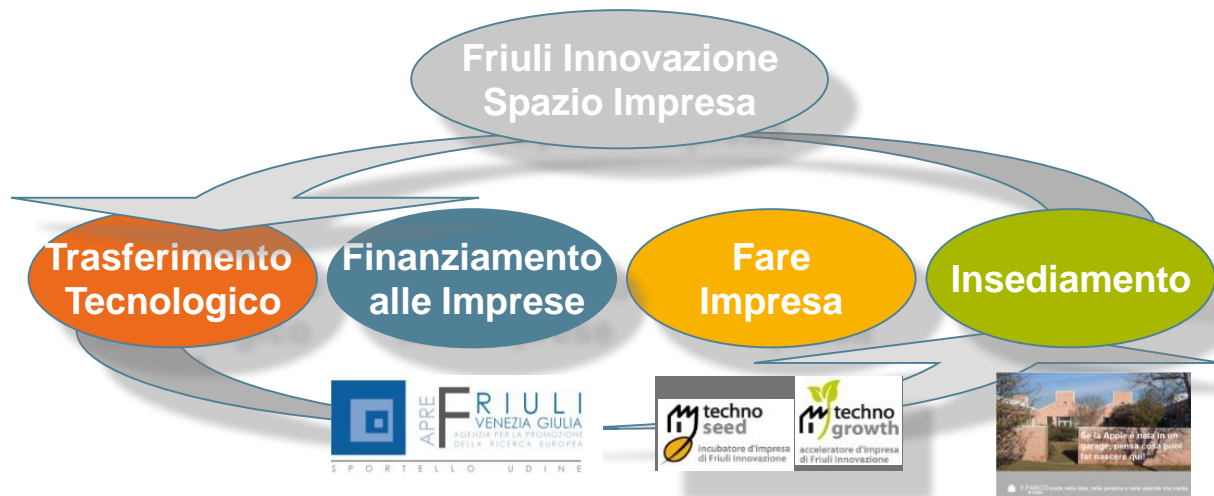 Friuli Innovazione
Spazio Impresa
Trasferimento
Tecnologico
Finanziamento
alle Imprese
Fare
Impresa
Insediamento
APRE
FRIULI
VENEZIA GIULIA
AGENZIA PER LA PROMOZIONE
DELLA RICERCA EUROPEA
SPORTELLO UDINE
techno
seed
incubatore d'impresa
di Friuli Innovazione
techno
growth
acceleratore d'impresa
di Friuli Innovazione
Se la Apple è nata in un
garage, pensa cosa puoi
far nascere qui!
Il PARCO